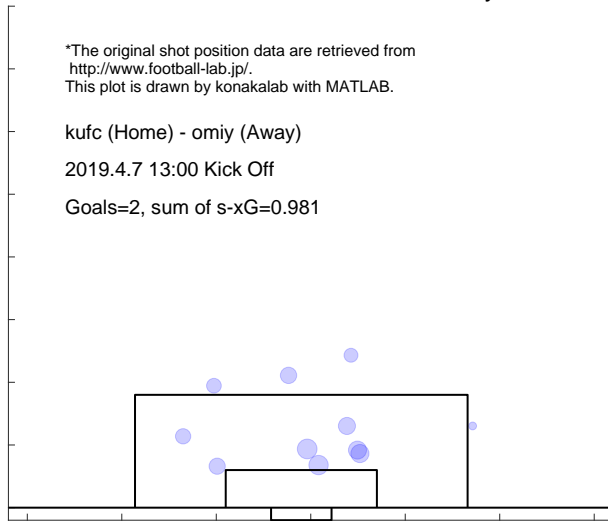 *The original shot position data are retrieved from
http://www.football-lab.jp/.
This plot is drawn by konakalab with MATLAB.
kufc (Home) - omiy (Away)
2019.4.7 13:00 Kick Off
Goals=2, sum of s-xG=0.981